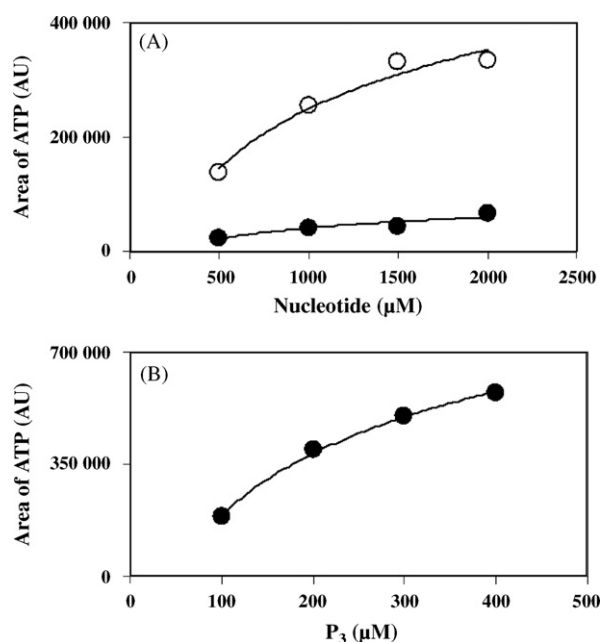 400 000
(A)
200 000
0
0 500 1000 1500 2000 2500
Nucleotide (µM)
Area of ATP (AU)
700 000
(B)
350 000
0
0 100 200 300 400 500
P₃ (µM)
Area of ATP (AU)